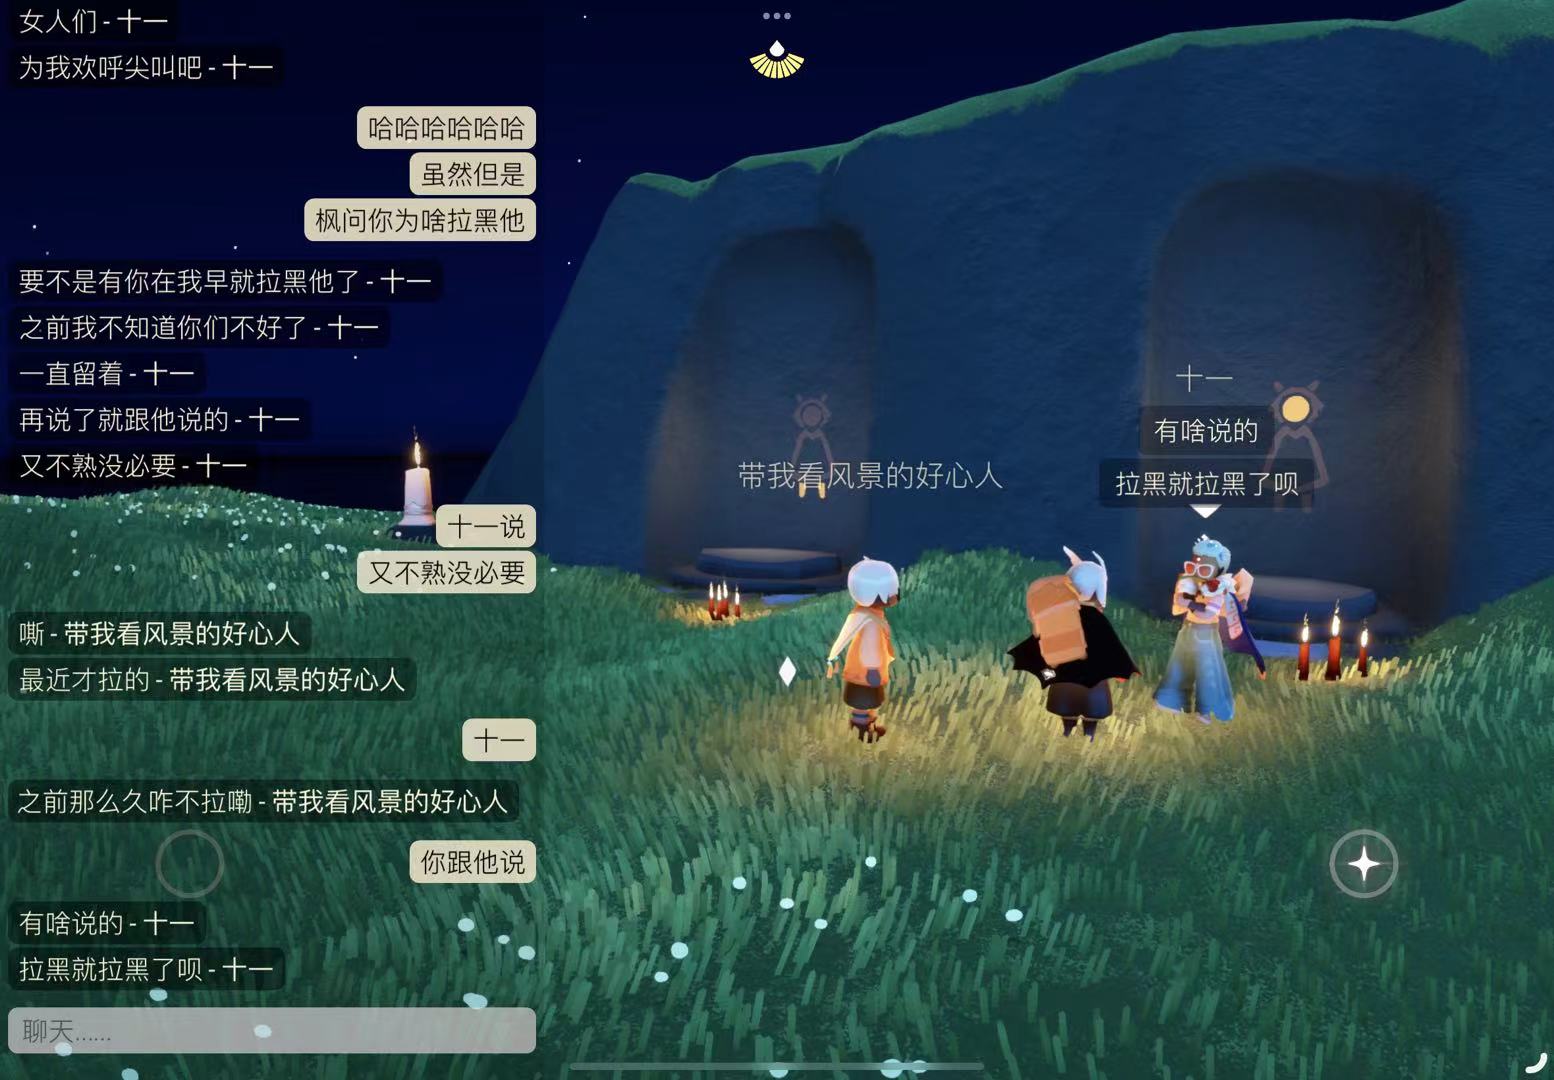 女人们 - 十一
为我欢呼尖叫吧 - 十一
哈哈哈哈哈哈
虽然但是
枫问你为啥拉黑他
要不是有你在我早就拉黑他了 - 十一
之前我不知道你们不好了 - 十一
一直留着 - 十一
再说了就跟他说的 - 十一
又不熟没必要 - 十一
十一说
又不熟没必要
嘶 - 带我看风景的好心人
最近才拉的 - 带我看风景的好心人
十一
之前那么久咋不拉嘞 - 带我看风景的好心人
你跟他说
有啥说的 - 十一
拉黑就拉黑了呗 - 十一
聊天......
带我看风景的好心人
十一
有啥说的
拉黑就拉黑了呗